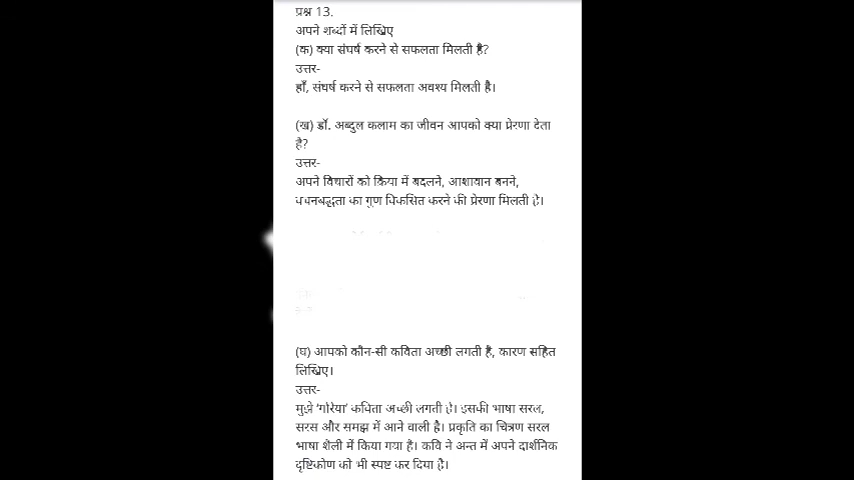 प्रश्न 13.
अपने शब्दों में लिखिए
(क) क्या संघर्ष करने से सफलता मिलती है?
उत्तर-
हाँ, संघर्ष करने से सफलता अवश्य मिलती है।
(ख) डॉ. अब्दुल कलाम का जीवन आपको क्या प्रेरणा देता
है?
उत्तर-
अपने विचारों को क्रिया में बदलने, आशावान बनने,
वचनबद्धता का गुण विकसित करने की प्रेरणा मिलती है।
(घ) आपको कौन-सी कविता अच्छी लगती है, कारण सहित
लिखिए।
उत्तर-
मुझे 'गौरैया' कविता अच्छी लगती है। इसकी भाषा सरल,
सरस और समझ में आने वाली है। प्रकृति का चित्रण सरल
भाषा शैली में किया गया है। कवि ने अन्त में अपने दार्शनिक
दृष्टिकोण को भी स्पष्ट कर दिया है।